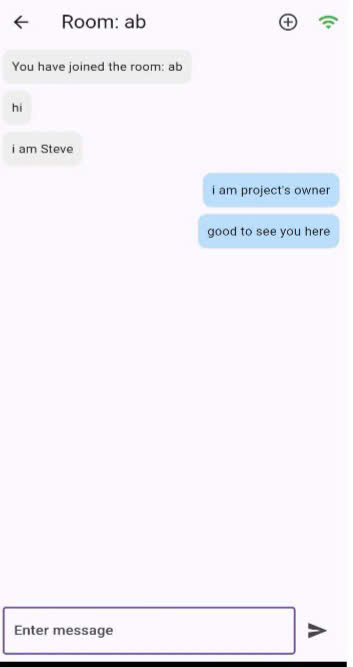 Room: ab
You have joined the room: ab
hi
i am Steve
i am project's owner
good to see you here
Enter message